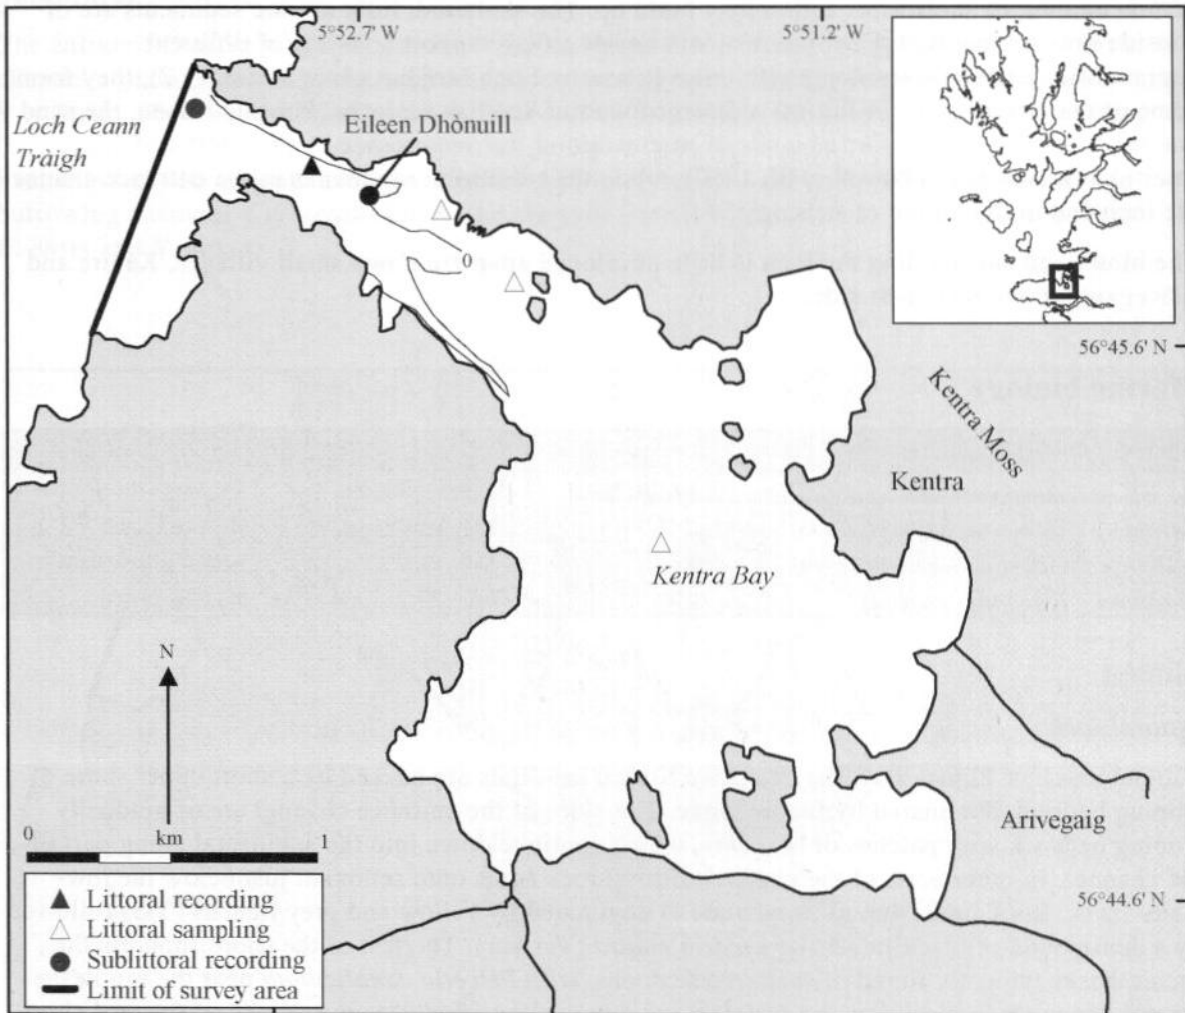 5°52.7' W
5°51.2' W
Loch Ceann
Tràigh
Eileen Dhònuill
0
56°45.6' N
Kentra Moss
Kentra
Kentra Bay
N
Arivegaig
0 km 1
56°44.6' N
Littoral recording
Littoral sampling
Sublittoral recording
Limit of survey area